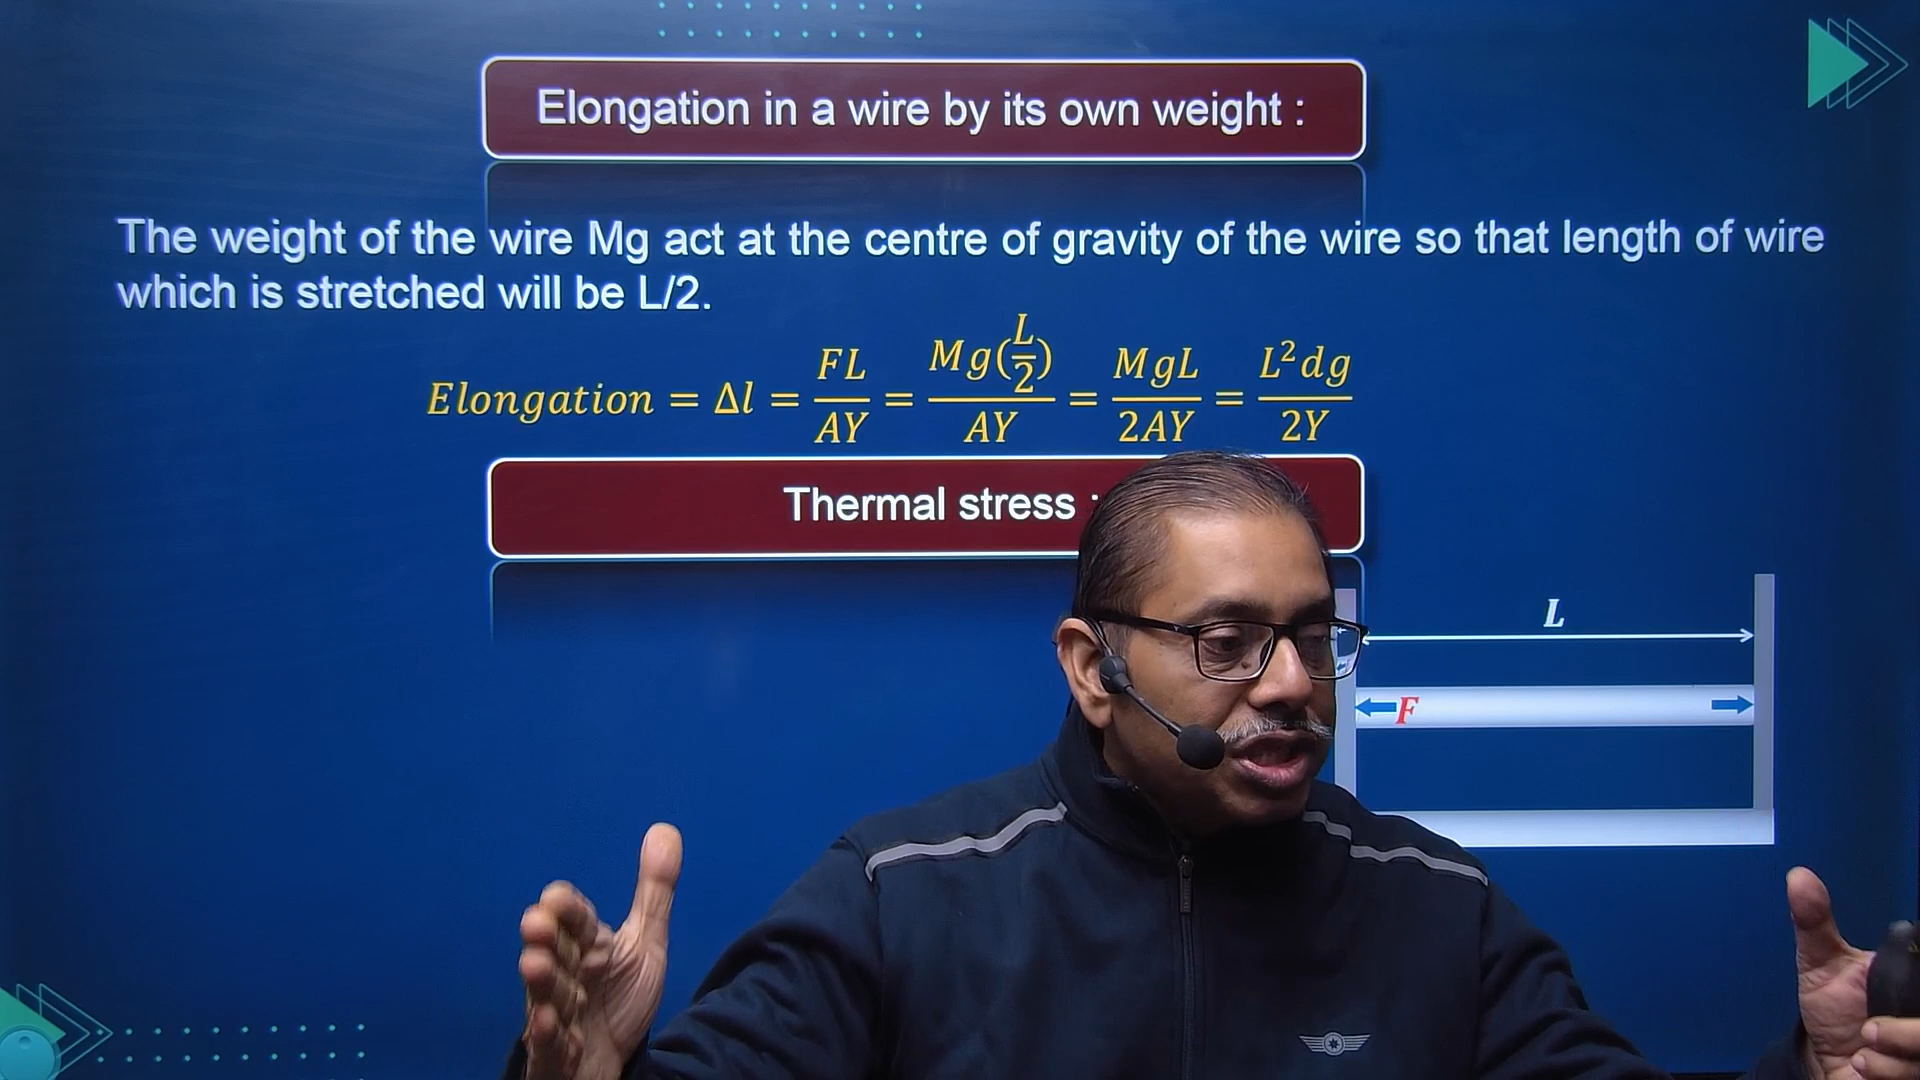 Elongation in a wire by its own weight :
The weight of the wire Mg act at the centre of gravity of the wire so that length of wire
which is stretched will be L/2.
Elongation = Δl = FL/AY = Mg(L/2)/AY = MgL/2AY = L²dg/2Y
Thermal stress :
L
F